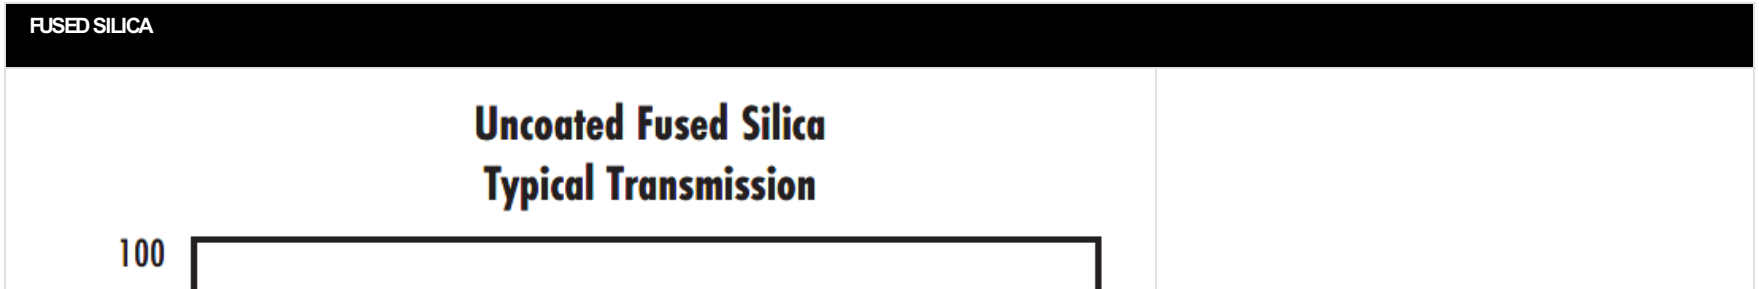 FUSED SILICA
Uncoated Fused Silica
Typical Transmission
100